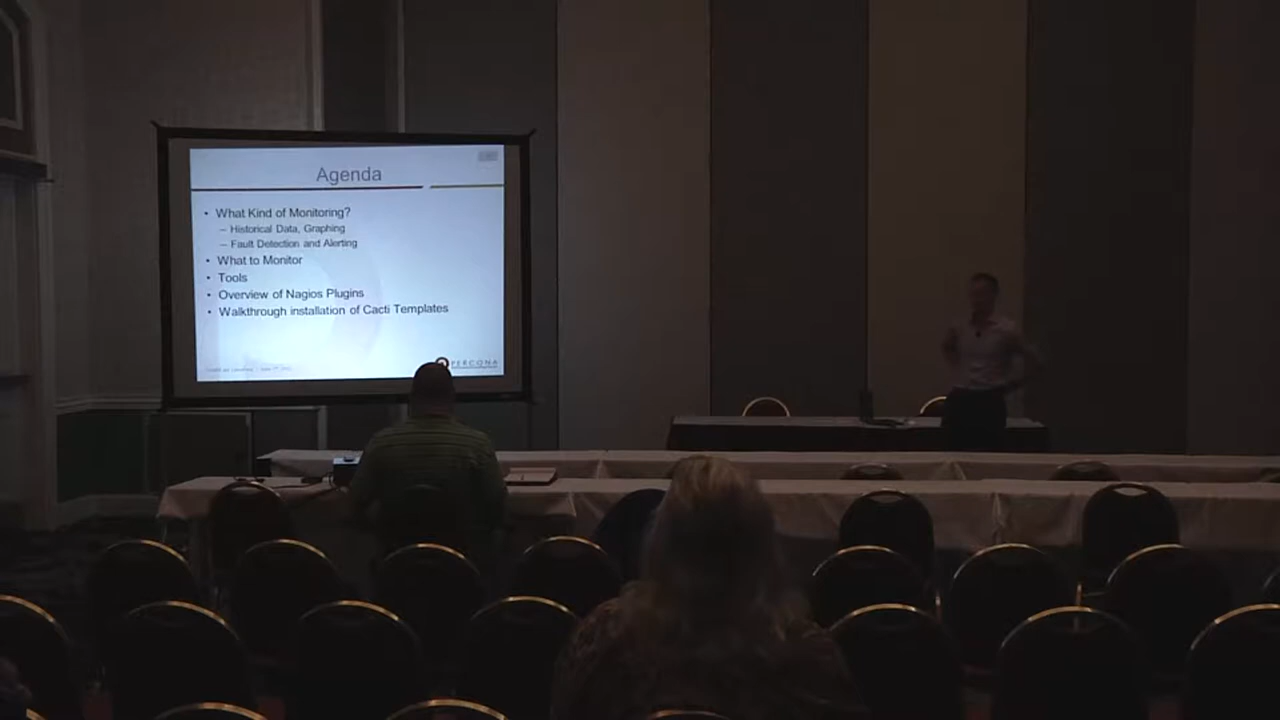 Agenda
• What Kind of Monitoring?
– Historical Data, Graphing
– Fault Detection and Alerting
• What to Monitor
• Tools
• Overview of Nagios Plugins
• Walkthrough installation of Cacti Templates
PERCONA